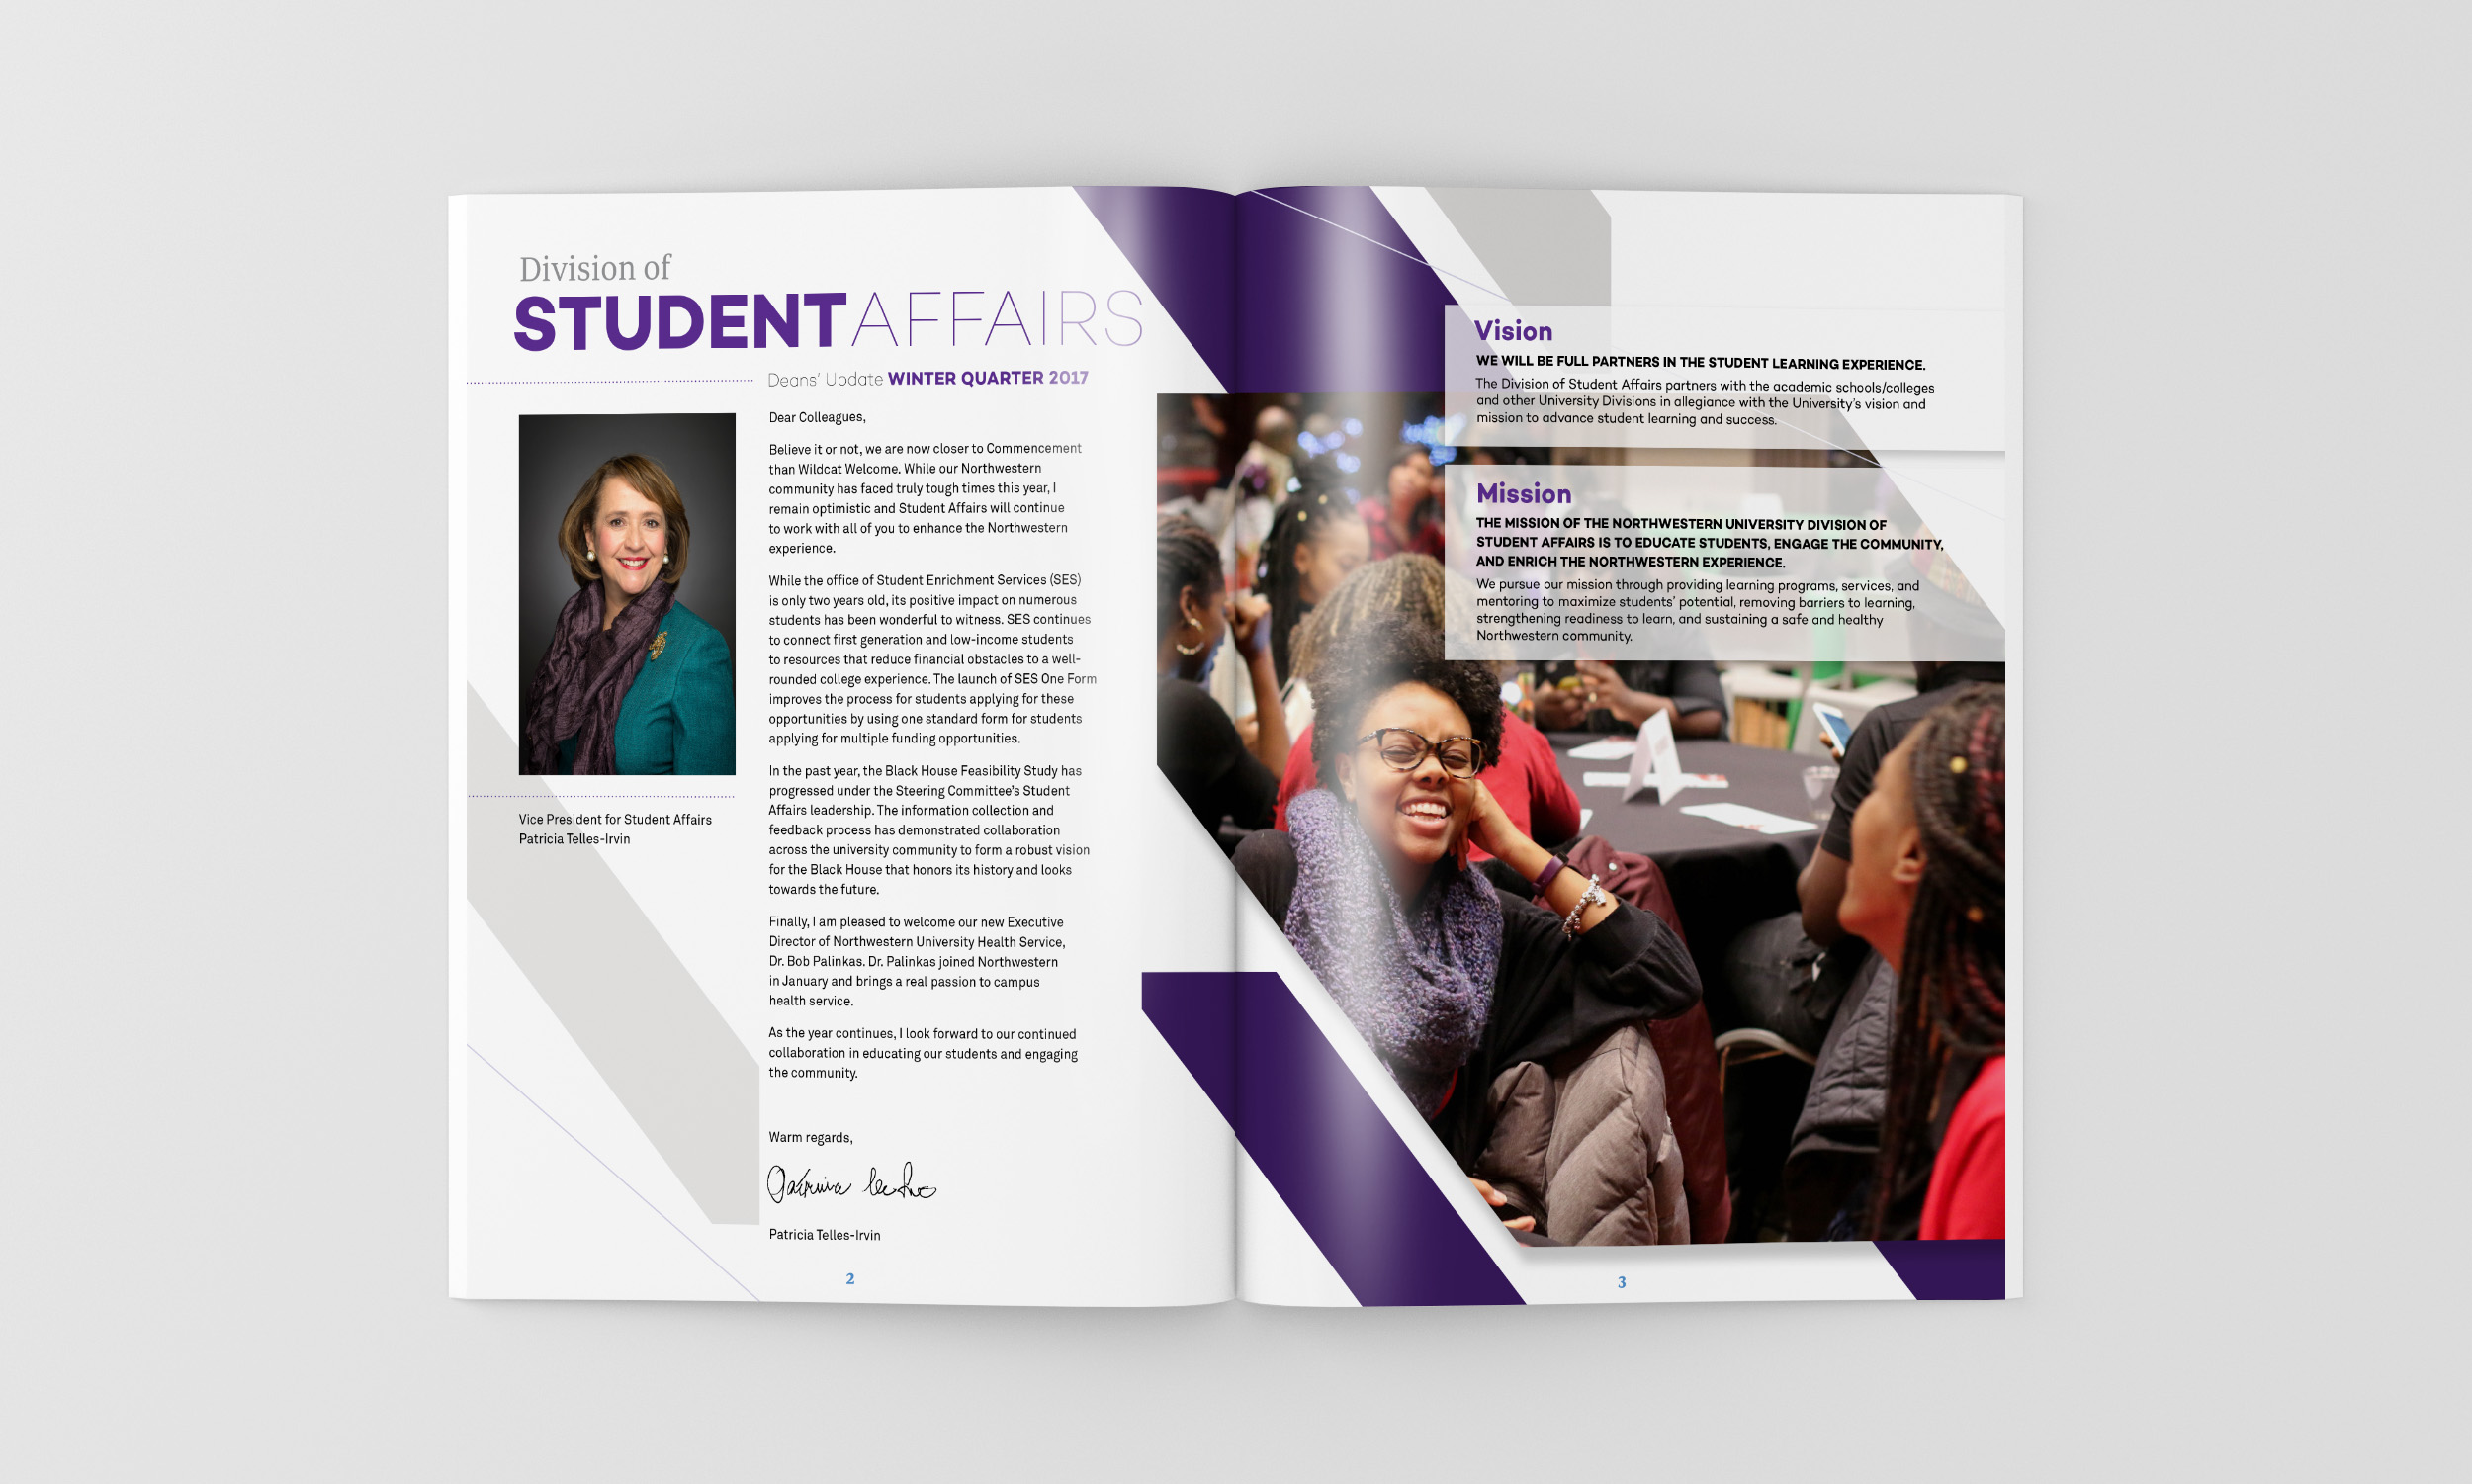 Division of
STUDENTAFFAIRS
Deans' Update WINTER QUARTER 2017
Dear Colleagues,
Believe it or not, we are now closer to Commencement
than Wildcat Welcome. While our Northwestern
community has faced truly tough times this year, I
remain optimistic and Student Affairs will continue
to work with all of you to enhance the Northwestern
experience.
While the office of Student Enrichment Services (SES)
is only two years old, its positive impact on numerous
students has been wonderful to witness. SES continues
to connect first generation and low-income students
to resources that reduce financial obstacles to a well-
rounded college experience. The launch of SES One Form
improves the process for students applying for these
opportunities by using one standard form for students
applying for multiple funding opportunities.
In the past year, the Black House Feasibility Study has
progressed under the Steering Committee's Student
Affairs leadership. The information collection and
feedback process has demonstrated collaboration
across the university community to form a robust vision
for the Black House that honors its history and looks
towards the future.
Finally, I am pleased to welcome our new Executive
Director of Northwestern University Health Service,
Dr. Bob Palinkas. Dr. Palinkas joined Northwestern
in January and brings a real passion to campus
health service.
As the year continues, I look forward to our continued
collaboration in educating our students and engaging
the community.
Warm regards,
Patricia Telles-Irvin
Vice President for Student Affairs
Patricia Telles-Irvin
2
Vision
WE WILL BE FULL PARTNERS IN THE STUDENT LEARNING EXPERIENCE.
The Division of Student Affairs partners with the academic schools/colleges
and other University Divisions in allegiance with the University's vision and
mission to advance student learning and success.
Mission
THE MISSION OF THE NORTHWESTERN UNIVERSITY DIVISION OF
STUDENT AFFAIRS IS TO EDUCATE STUDENTS, ENGAGE THE COMMUNITY,
AND ENRICH THE NORTHWESTERN EXPERIENCE.
We pursue our mission through providing learning programs, services, and
mentoring to maximize students' potential, removing barriers to learning,
strengthening readiness to learn, and sustaining a safe and healthy
Northwestern community.
3